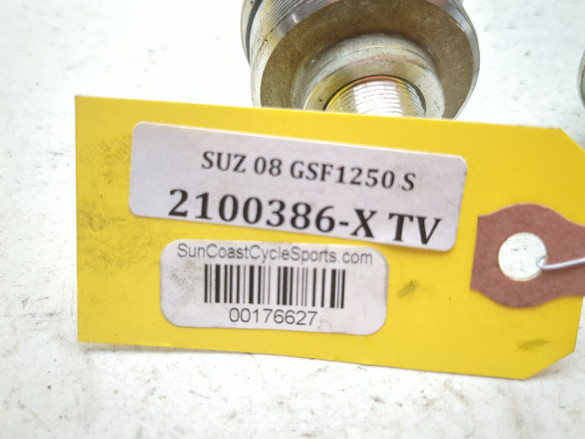 SUZ 08 GSF1250 S
2100386-X TV
SunCoastCycleSports.com
00176627